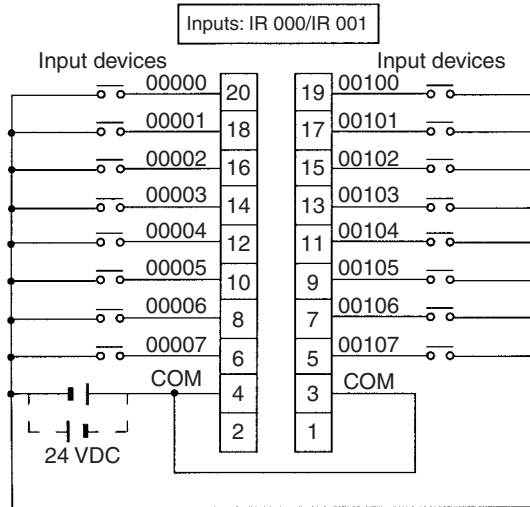 Inputs: IR 000/IR 001
Input devices Input devices
00000 20 19 00100
00001 18 17 00101
00002 16 15 00102
00003 14 13 00103
00004 12 11 00104
00005 10 9 00105
00006 8 7 00106
00007 6 5 00107
COM 4 3 COM
2 1
24 VDC